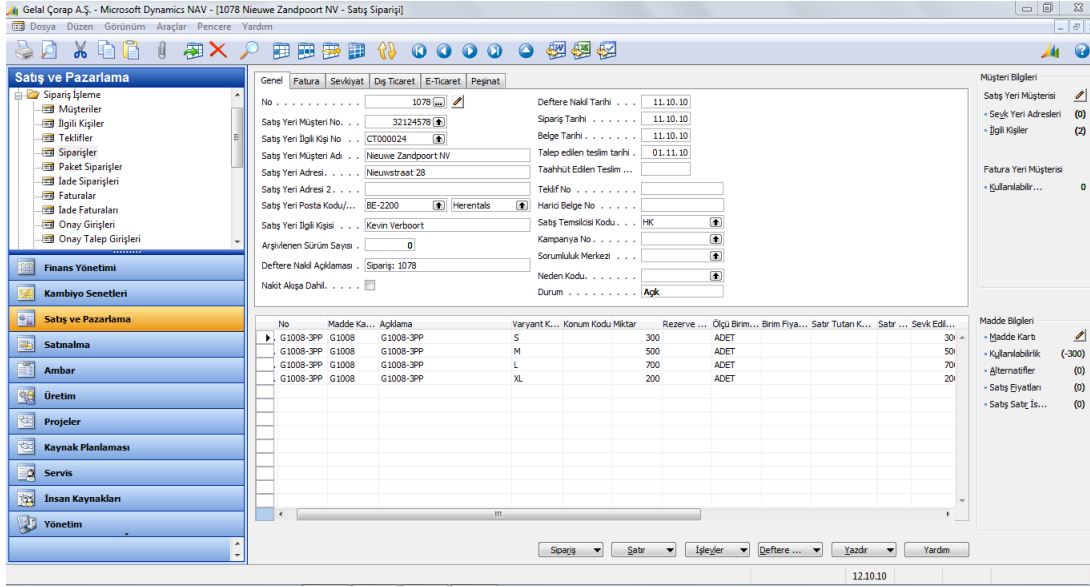 Gelal Çorap A.Ş. - Microsoft Dynamics NAV - [1078 Nieuwe Zandpoort NV - Satış Siparişi]
Dosya Düzen Görünüm Araçlar Pencere Yardım
Satış ve Pazarlama
Sipariş İşleme
Müşteriler
İlgili Kişiler
Teklifler
Siparişler
Paket Siparişler
İade Siparişleri
Faturalar
İade Faturaları
Onay Girişleri
Onay Talep Girişleri
Finans Yönetimi
Kambiyo Senetleri
Satış ve Pazarlama
Satınalma
Ambar
Üretim
Projeler
Kaynak Planlaması
Servis
İnsan Kaynakları
Yönetim
Genel Fatura Sevkiyat Dış Ticaret E-Ticaret Peşinat
No . . . . . . . . . . . 1078
Satış Yeri Müşteri No. . . 32124578
Satış Yeri İlgili Kişi No . . CT000024
Satış Yeri Müşteri Adı . . Nieuwe Zandpoort NV
Satış Yeri Adresi. . . . . Nieuwstraat 28
Satış Yeri Adresi 2. . . .
Satış Yeri Posta Kodu/... BE-2200 Herentals
Satış Yeri İlgili Kişisi . . . Kevin Verboort
Arşivlenen Sürüm Sayısı . 0
Deftere Nakil Açıklaması . Sipariş: 1078
Nakit Akışa Dahil. . . . .
Deftere Nakil Tarihi . . . 11.10.10
Sipariş Tarihi . . . . . . 11.10.10
Belge Tarihi . . . . . . . 11.10.10
Talep edilen teslim tarihi . 01.11.10
Taahhüt Edilen Teslim ...
Teklif No . . . . . . . .
Harici Belge No . . . . .
Satış Temsilcisi Kodu . . . HK
Kampanya No . . . . . .
Sorumluluk Merkezi . . .
Neden Kodu. . . . . . .
Durum . . . . . . . . . Açık
No Madde Ka... Açıklama Varyant K... Konum Kodu Miktar Rezerve ... Ölçü Birim... Birim Fiya... Satır Tutarı K... Satır ... Sevk Edil...
G1008-3PP G1008 G1008-3PP S 300 ADET
G1008-3PP G1008 G1008-3PP M 500 ADET
G1008-3PP G1008 G1008-3PP L 700 ADET
G1008-3PP G1008 G1008-3PP XL 200 ADET
Sipariş Satır İşlevler Deftere ... Yazdır Yardım
Müşteri Bilgileri
Satış Yeri Müşterisi
Sevk Yeri Adresleri (0)
İlgili Kişiler (2)
Fatura Yeri Müşterisi
Kullanılabilir... 0
Madde Bilgileri
Madde Kartı
Kullanılabilirlik (-300)
Alternatifler (0)
Satış Fiyatları (0)
Satış Satır İs... (0)
12.10.10